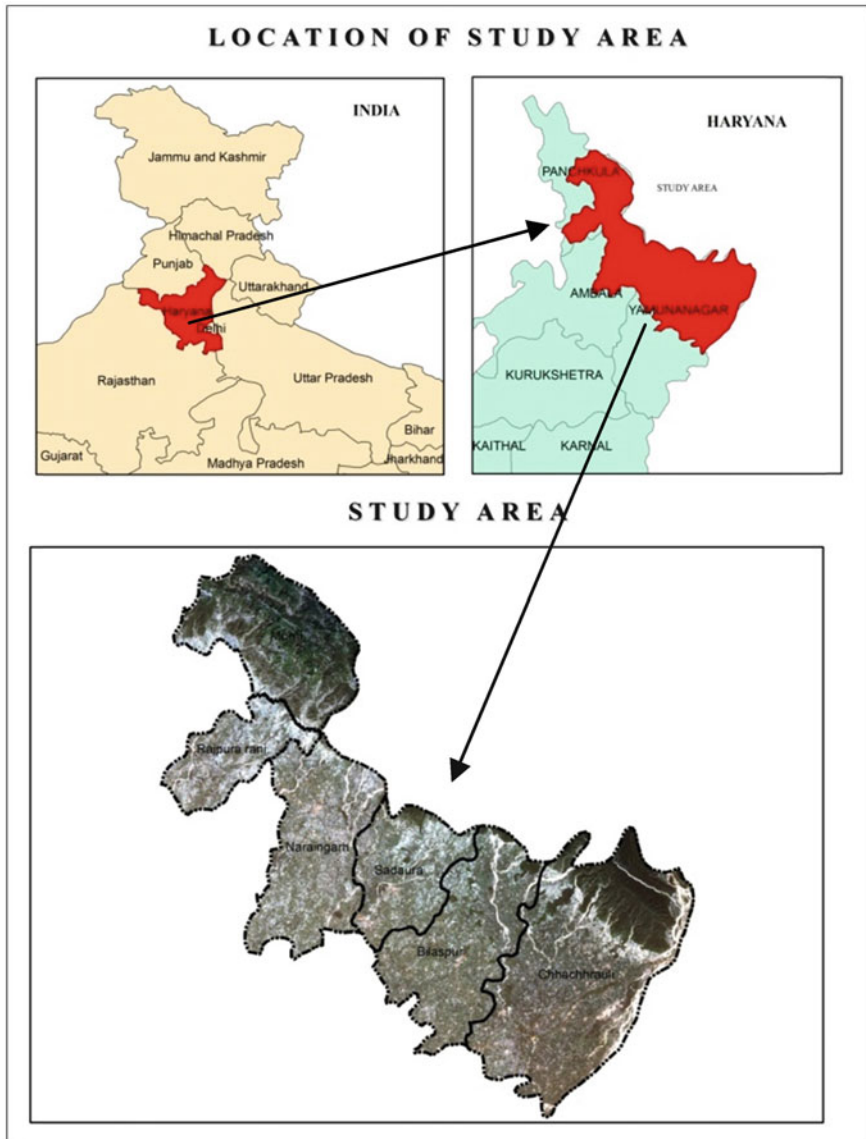 LOCATION OF STUDY AREA
INDIA
Jammu and Kashmir
Himachal Pradesh
Punjab
Uttarakhand
Haryana
Delhi
Rajasthan
Uttar Pradesh
Bihar
Gujarat
Madhya Pradesh
Jharkhand
HARYANA
PANCHKULA
STUDY AREA
AMBALA
YAMUNANAGAR
KURUKSHETRA
KAITHAL
KARNAL
STUDY AREA
Rajpura rani
Naraingarh
Sadaura
Bilaspur
Chhachhrauli